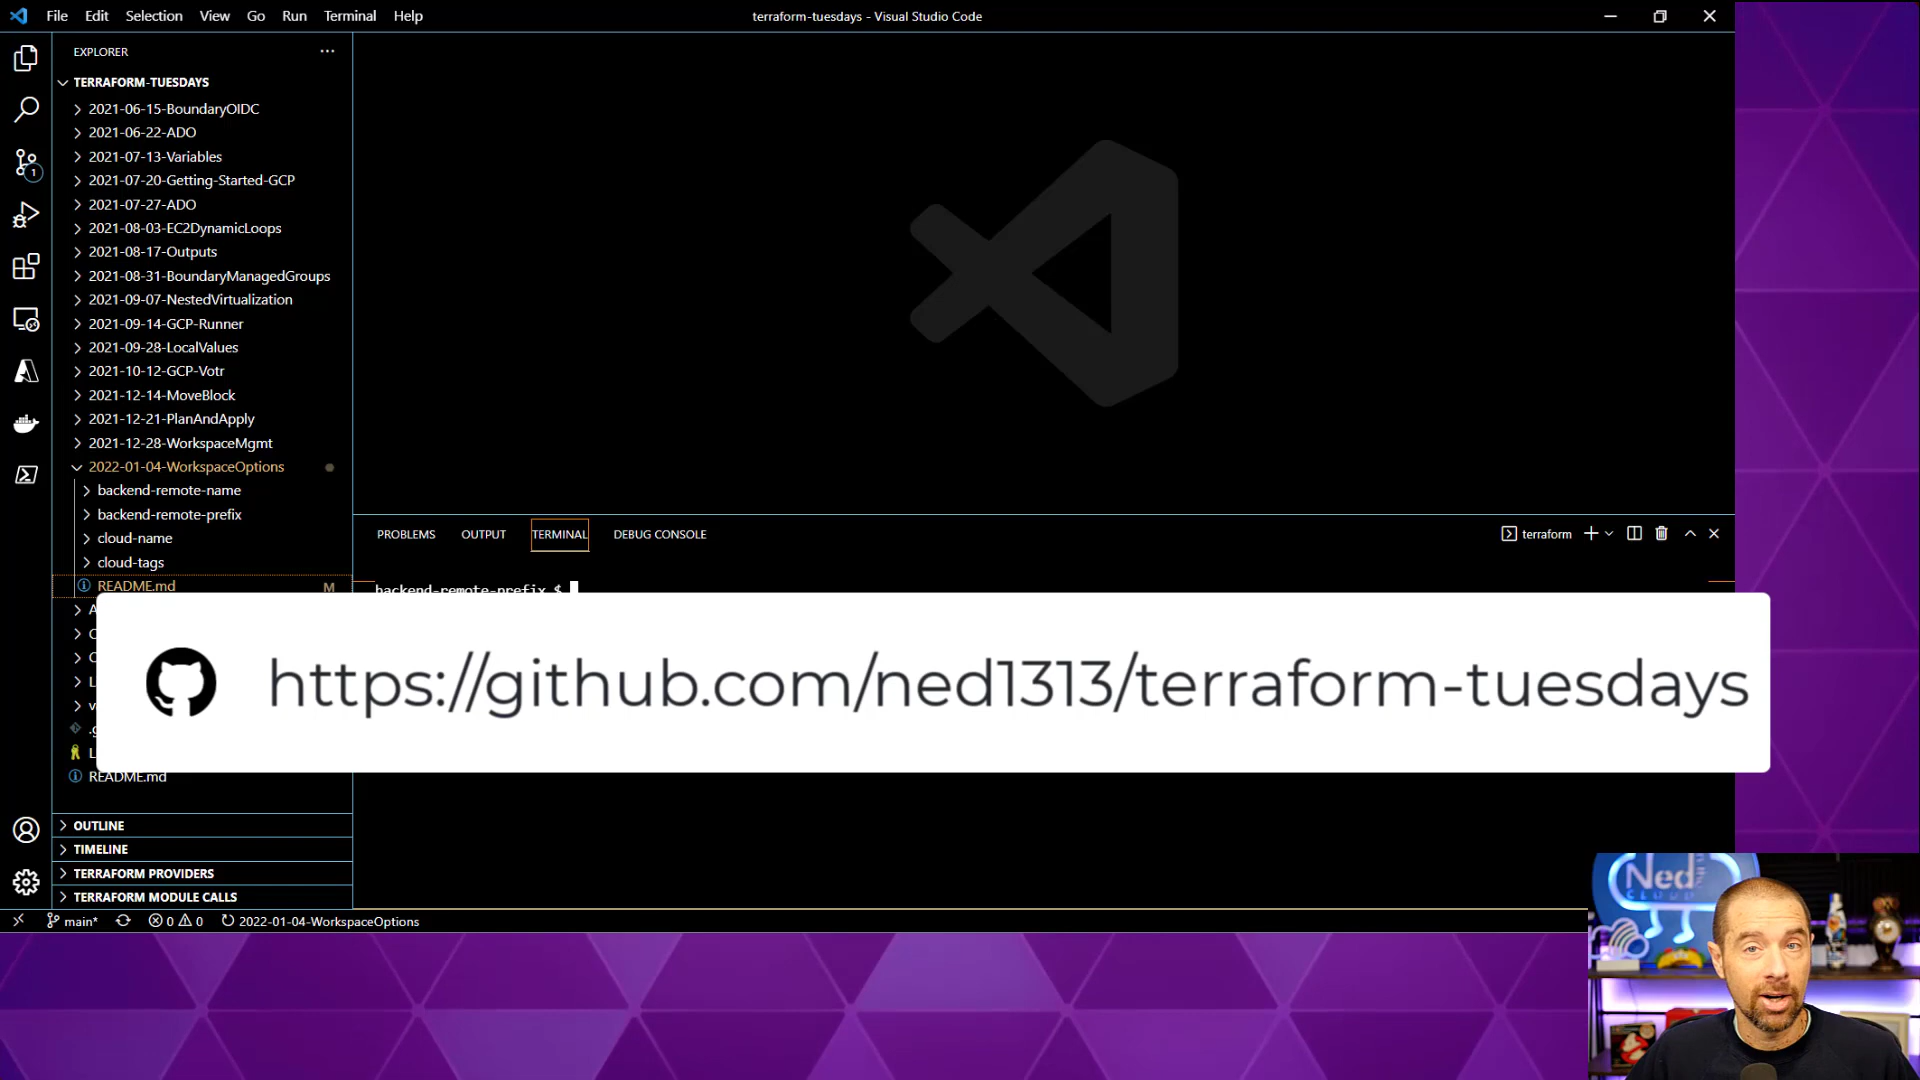 File Edit Selection View Go Run Terminal Help
terraform-tuesdays - Visual Studio Code
EXPLORER
TERRAFORM-TUESDAYS
2021-06-15-BoundaryOIDC
2021-06-22-ADO
2021-07-13-Variables
2021-07-20-Getting-Started-GCP
2021-07-27-ADO
2021-08-03-EC2DynamicLoops
2021-08-17-Outputs
2021-08-31-BoundaryManagedGroups
2021-09-07-NestedVirtualization
2021-09-14-GCP-Runner
2021-09-28-LocalValues
2021-10-12-GCP-Votr
2021-12-14-MoveBlock
2021-12-21-PlanAndApply
2021-12-28-WorkspaceMgmt
2022-01-04-WorkspaceOptions
backend-remote-name
backend-remote-prefix
cloud-name
cloud-tags
README.md M
README.md
OUTLINE
TIMELINE
TERRAFORM PROVIDERS
TERRAFORM MODULE CALLS
PROBLEMS OUTPUT TERMINAL DEBUG CONSOLE
terraform
backend-remote-prefix $
https://github.com/ned1313/terraform-tuesdays
1
main* 0 0 2022-01-04-WorkspaceOptions
Ned
CLOUD